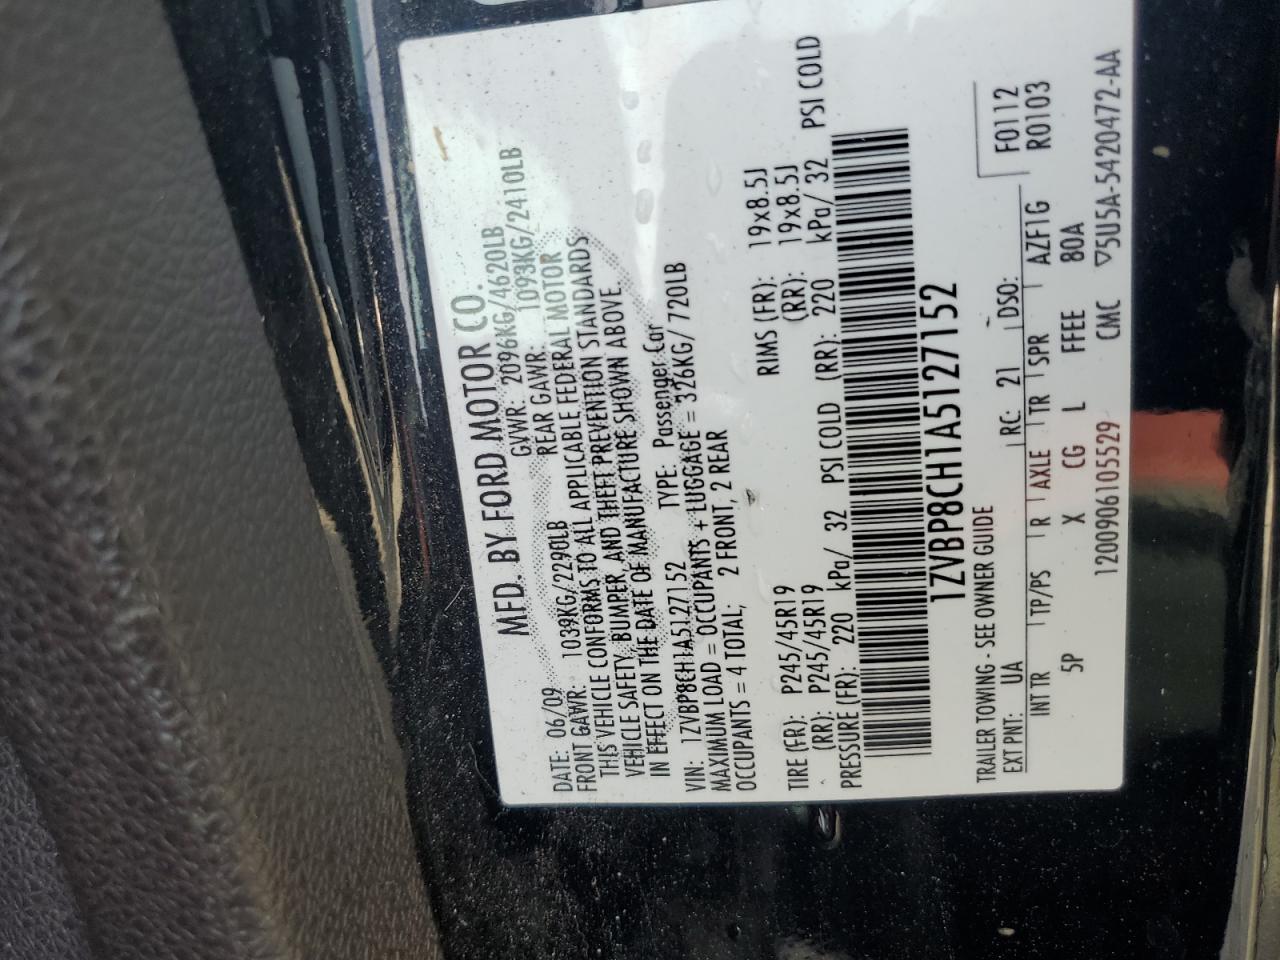 MFD. BY FORD MOTOR CO.
DATE: 06/09 GVWR: 2096KG/4620LB
FRONT GAWR: 1039KG/2290LB REAR GAWR: 1093KG/2410LB
THIS VEHICLE CONFORMS TO ALL APPLICABLE FEDERAL MOTOR
VEHICLE SAFETY, BUMPER, AND THEFT PREVENTION STANDARDS
IN EFFECT ON THE DATE OF MANUFACTURE SHOWN ABOVE.
VIN: 1ZVBP8CH1A5127152 TYPE: Passenger Car
MAXIMUM LOAD = OCCUPANTS + LUGGAGE = 326KG/720LB
OCCUPANTS = 4 TOTAL; 2 FRONT, 2 REAR
TIRE (FR): P245/45R19 RIMS (FR): 19x8.5J
(RR): P245/45R19 (RR): 19x8.5J
PRESSURE (FR): 220 kPa/ 32 PSI COLD (RR): 220 kPa/ 32 PSI COLD
1ZVBP8CH1A5127152
TRAILER TOWING - SEE OWNER GUIDE F0112
EXT PNT: UA RC: 21 DSO: R0103
INT TR TP/PS R AXLE TR SPR AZF1G
5P X CG L FFEE 80A
1200906105529 CMC ▽5U5A-5420472-AA